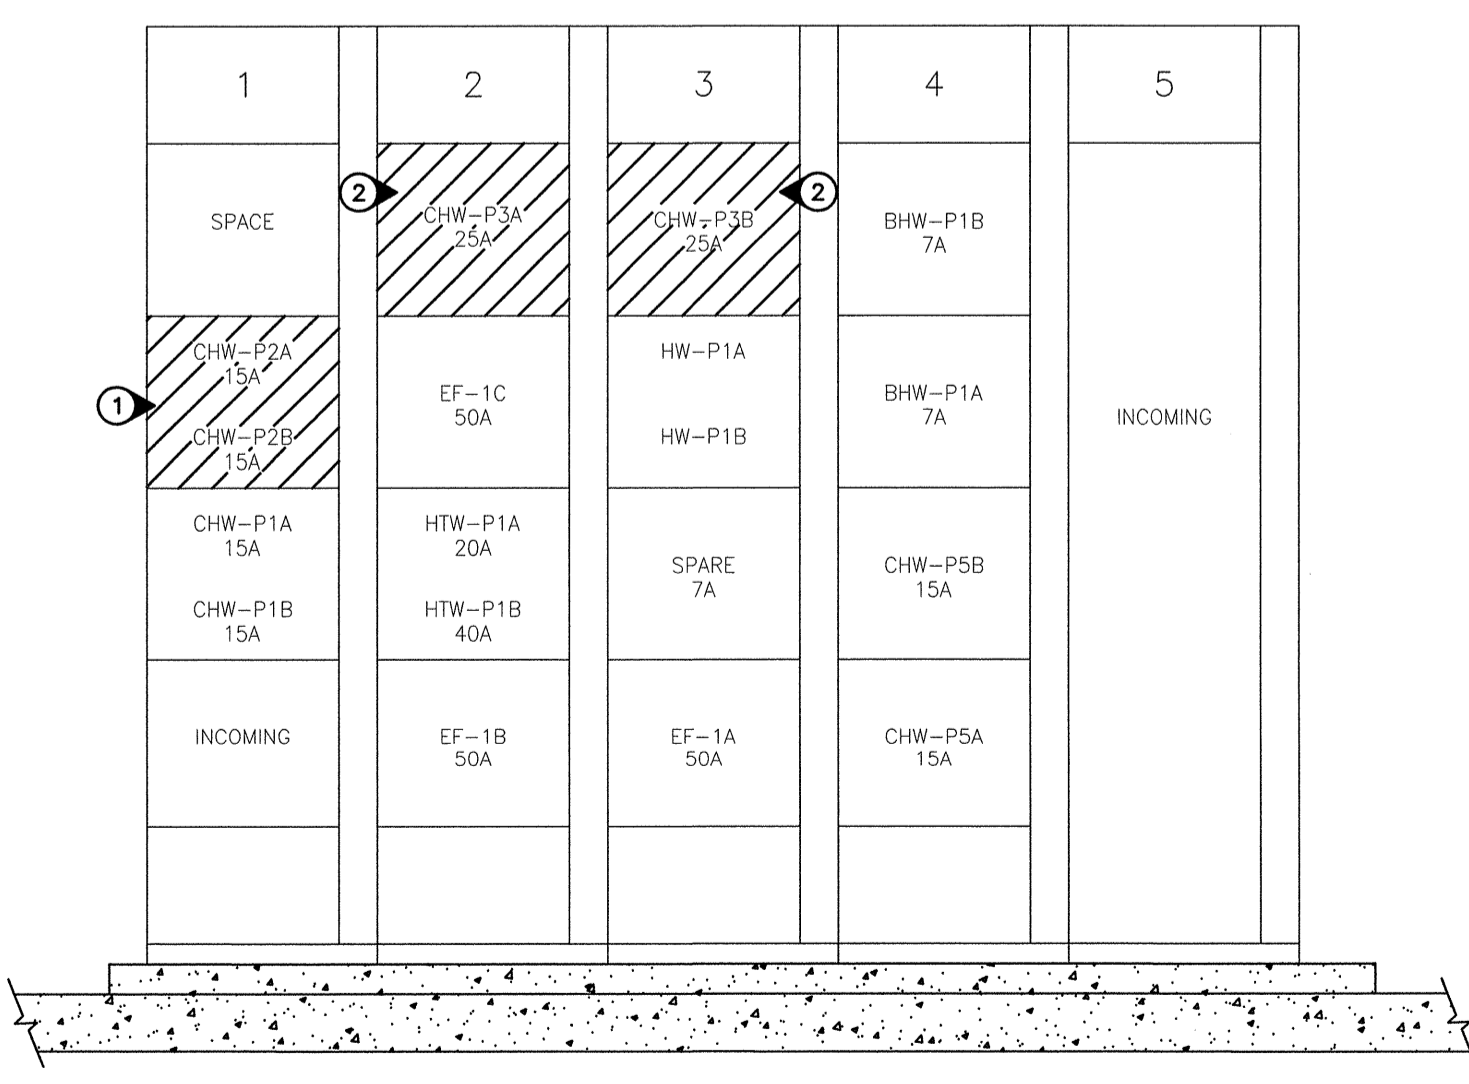 1
2
3
4
5
SPACE
2
CHW-P3A
25A
CHW-P3B
25A
2
BHW-P1B
7A
1
CHW-P2A
15A
CHW-P2B
15A
EF-1C
50A
HW-P1A
HW-P1B
BHW-P1A
7A
INCOMING
CHW-P1A
15A
CHW-P1B
15A
HTW-P1A
20A
HTW-P1B
40A
SPARE
7A
CHW-P5B
15A
INCOMING
EF-1B
50A
EF-1A
50A
CHW-P5A
15A